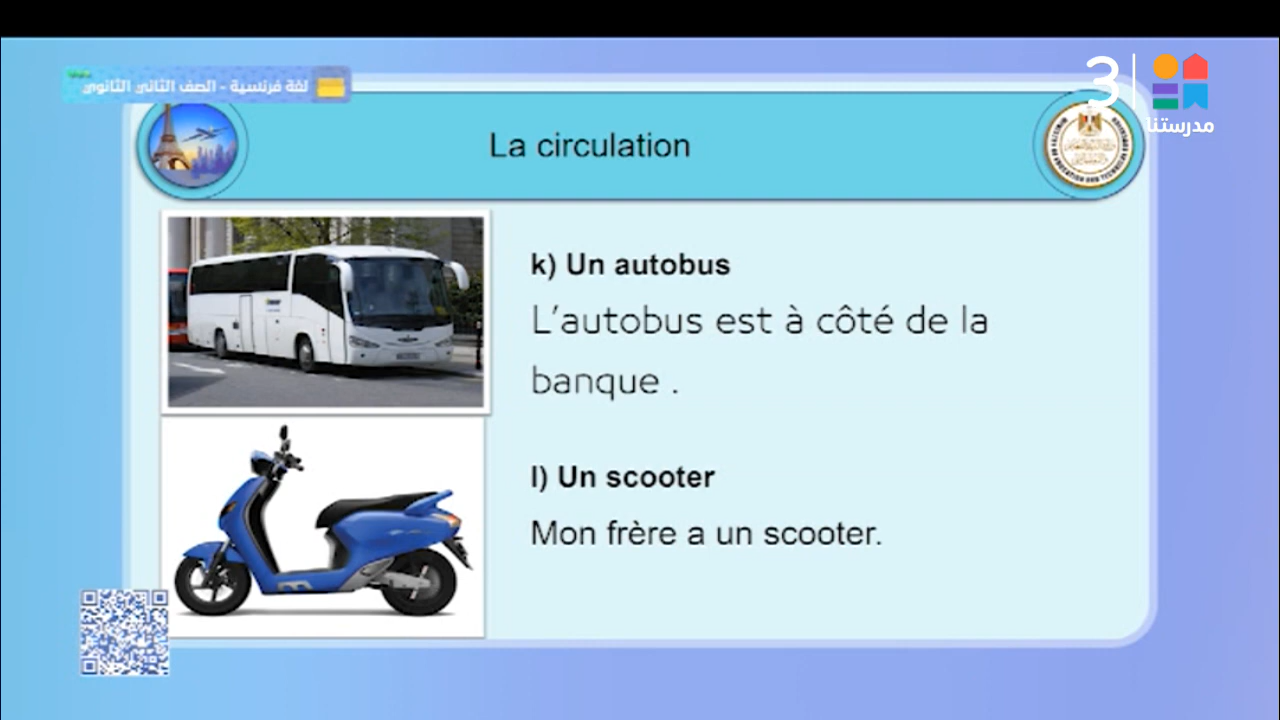 3
مدرستنا
لغة فرنسية - الصف الثاني الثانوي
La circulation
k) Un autobus
L'autobus est à côté de la
banque .
l) Un scooter
Mon frère a un scooter.